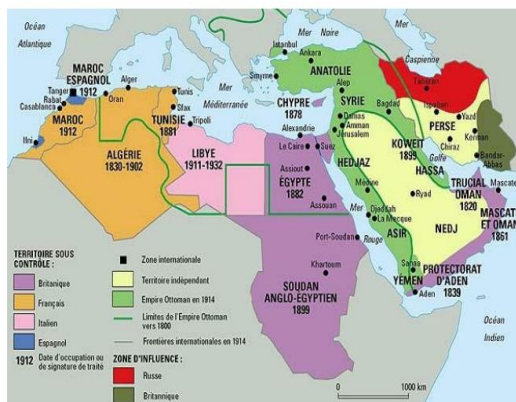 Océan
Atlantique
Mer Noire
Mer
Caspienne
Istanbul
Ankara
ANATOLIE
Smyrne
MAROC
ESPAGNOL
1912
Tanger
Rabat
Casablanca
MAROC
1912
Ifni
Alger
Oran
Tunis
Sfax
TUNISIE
1881
Tripoli
Mer
Méditerranée
ALGÉRIE
1830-1902
LIBYE
1911-1932
CHYPRE
1878
Alep
SYRIE
Damas
Amman
Jérusalem
Bagdad
Téhéran
Ispahan
Yazd
PERSE
Kerman
Chiraz
Bandar-
Abbas
KOWEIT
1899
Golfe
HASSA
Alexandrie
Le Caire
Suez
Assiout
ÉGYPTE
1882
Assouan
HEDJAZ
Médine
Mer
Rouge
Djeddah
La Mecque
ASIR
Ryad
NEDJ
TRUCIAL
OMAN
1820
Mascate
MASCATE
ET OMAN
1861
Port-Soudan
Khartoum
SOUDAN
ANGLO-ÉGYPTIEN
1899
Sanaa
YÉMEN
Aden
PROTECTORAT
D'ADEN
1839
Océan
Indien
TERRITOIRE SOUS
CONTRÔLE :
Britanique
Français
Italien
Espagnol
1912 Date d'occupation ou
de signature de traité
Zone internationale
Territoire indépendant
Empire Ottoman en 1914
Limites de l'Empire Ottoman
vers 1800
Frontières internationales en 1914
ZONE D'INFLUENCE :
Russe
Britannique
0 1000 km